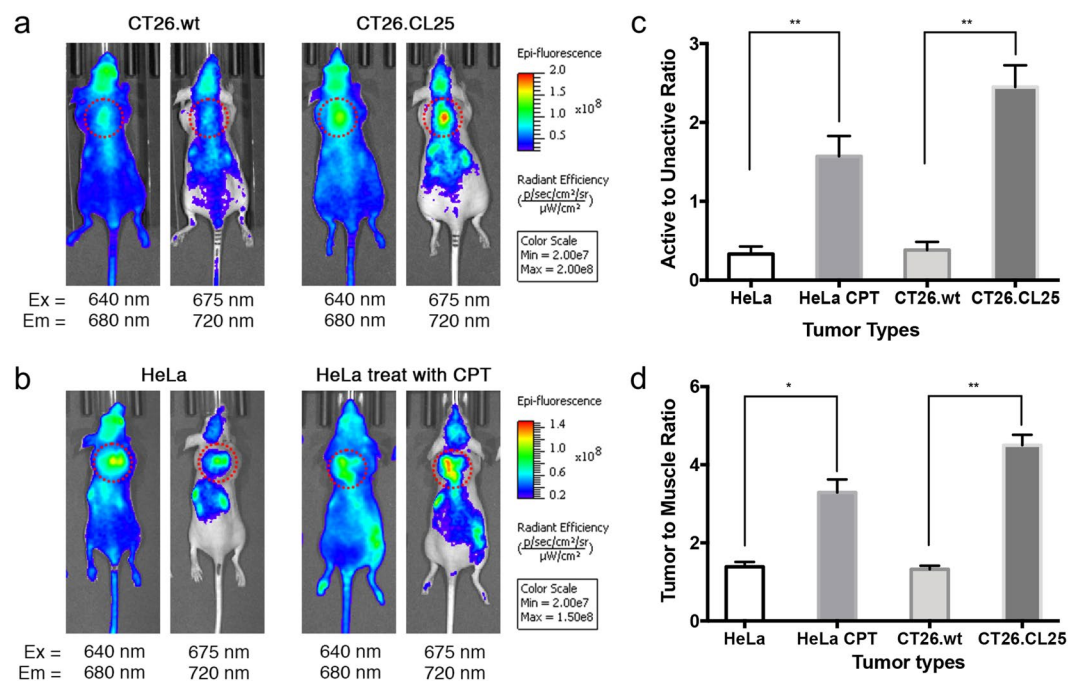 a
CT26.wt
CT26.CL25
Epi-fluorescence
2.0
1.5
1.0
0.5
x10⁸
Radiant Efficiency
(p/sec/cm²/sr / µW/cm²)
Color Scale
Min = 2.00e7
Max = 2.00e8
Ex = 640 nm 675 nm 640 nm 675 nm
Em = 680 nm 720 nm 680 nm 720 nm
b
HeLa
HeLa treat with CPT
Epi-fluorescence
1.4
1.0
0.6
0.2
x10⁸
Radiant Efficiency
(p/sec/cm²/sr / µW/cm²)
Color Scale
Min = 2.00e7
Max = 1.50e8
Ex = 640 nm 675 nm 640 nm 675 nm
Em = 680 nm 720 nm 680 nm 720 nm
c
** **
Active to Unactive Ratio
3
2
1
0
HeLa HeLa CPT CT26.wt CT26.CL25
Tumor Types
d
* **
Tumor to Muscle Ratio
6
4
2
0
HeLa HeLa CPT CT26.wt CT26.CL25
Tumor types